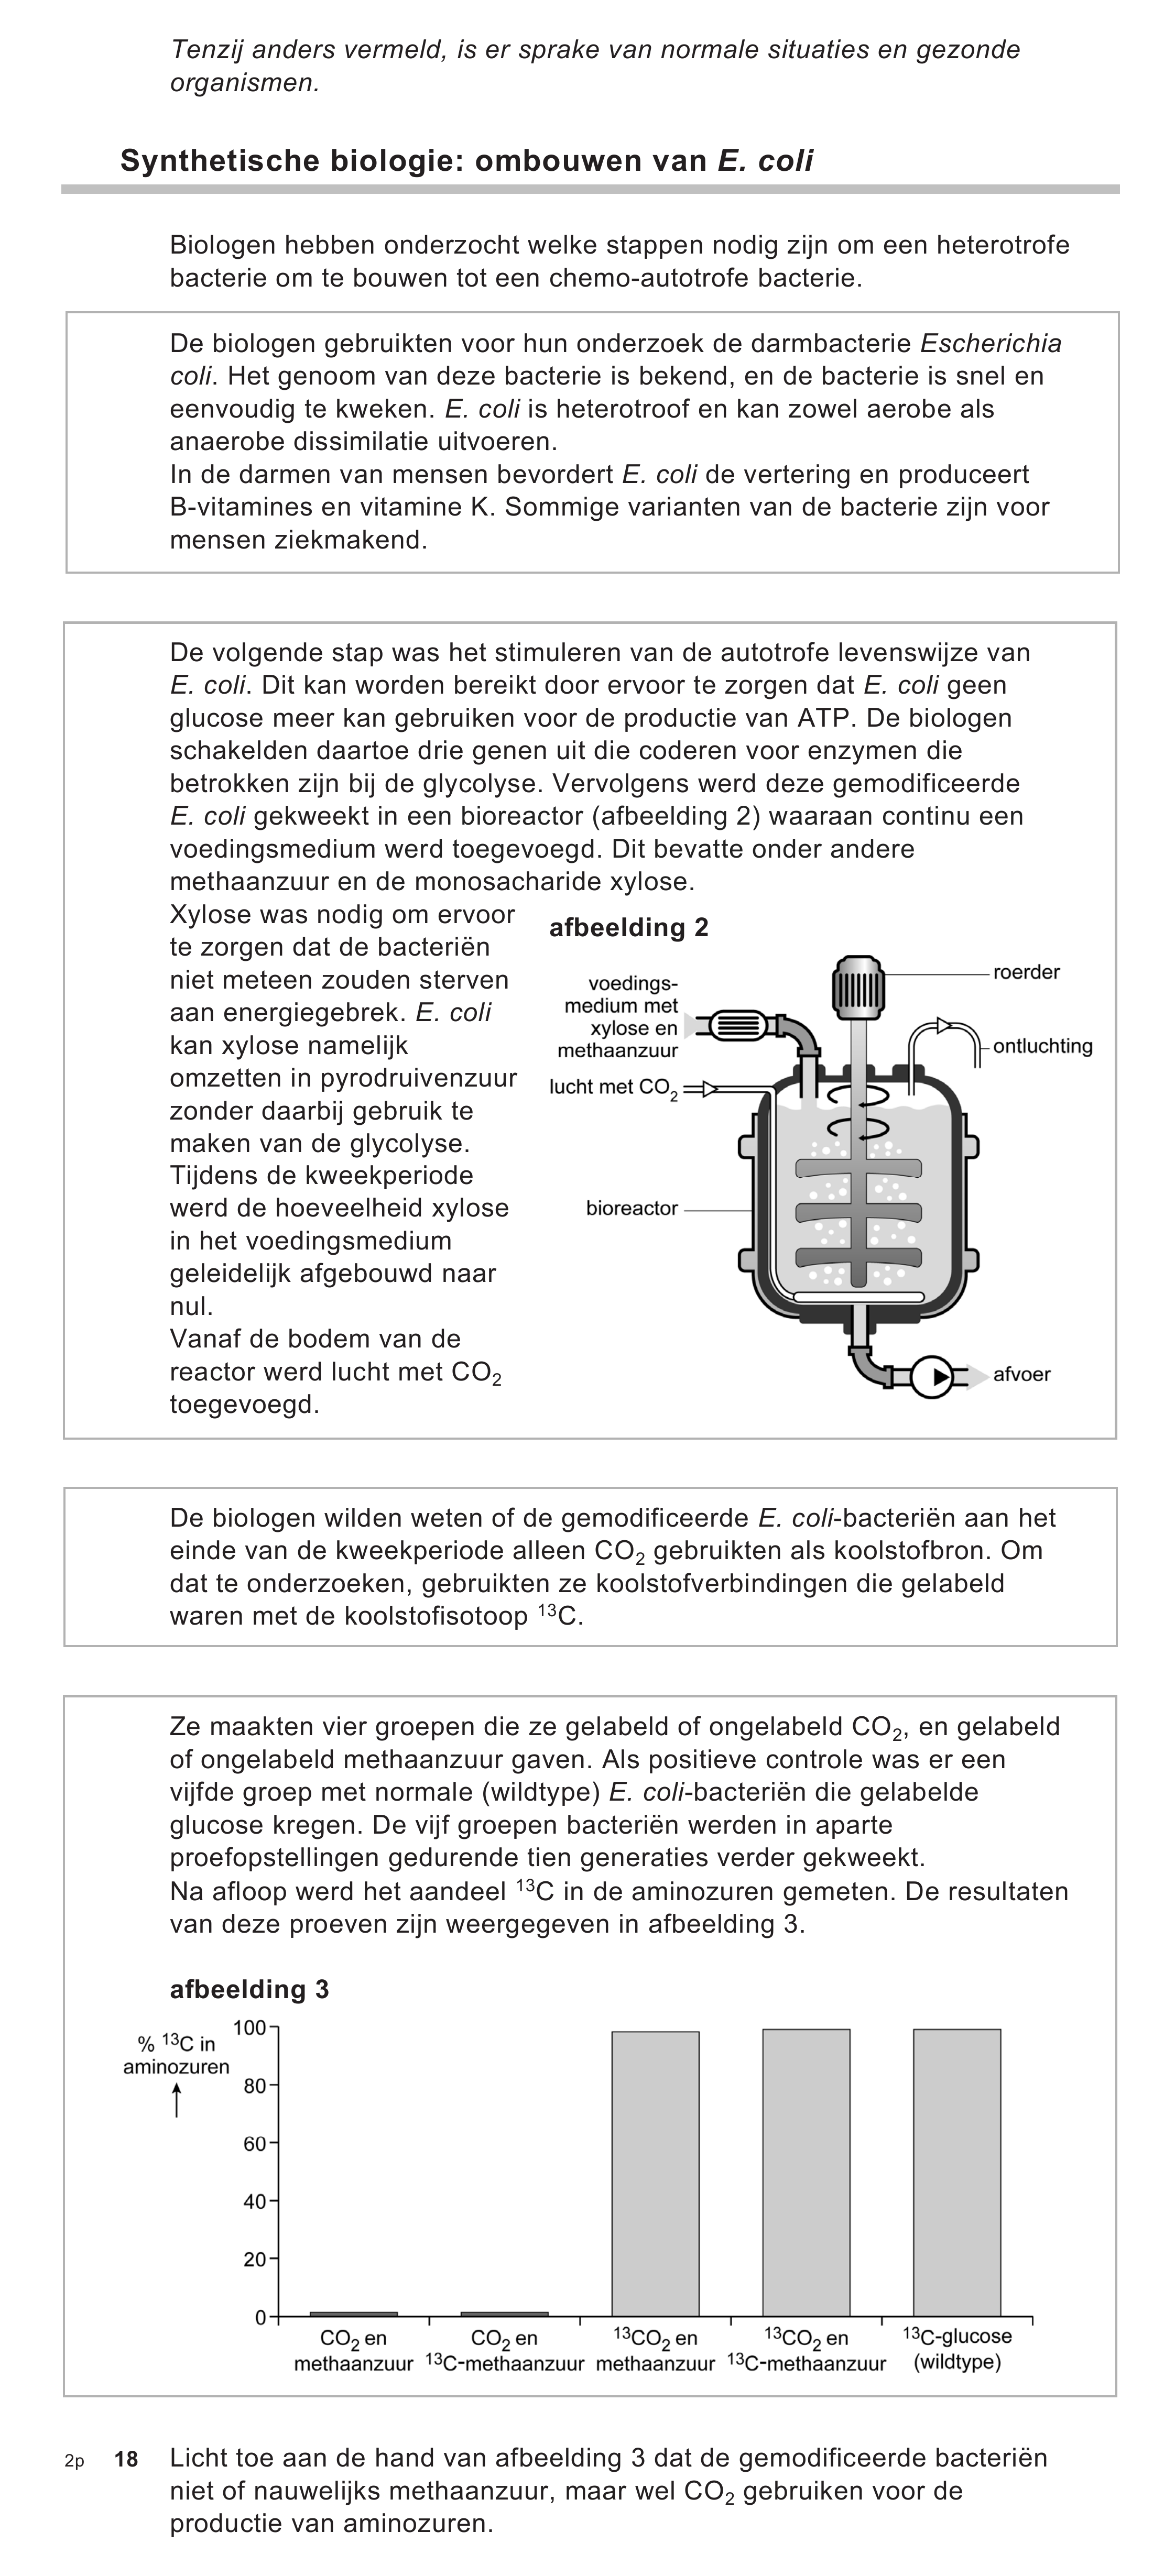 Tenzij anders vermeld, is er sprake van normale situaties en gezonde
organismen.
Synthetische biologie: ombouwen van E. coli
Biologen hebben onderzocht welke stappen nodig zijn om een heterotrofe
bacterie om te bouwen tot een chemo-autotrofe bacterie.
De biologen gebruikten voor hun onderzoek de darmbacterie Escherichia
coli. Het genoom van deze bacterie is bekend, en de bacterie is snel en
eenvoudig te kweken. E. coli is heterotroof en kan zowel aerobe als
anaerobe dissimilatie uitvoeren.
In de darmen van mensen bevordert E. coli de vertering en produceert
B-vitamines en vitamine K. Sommige varianten van de bacterie zijn voor
mensen ziekmakend.
De volgende stap was het stimuleren van de autotrofe levenswijze van
E. coli. Dit kan worden bereikt door ervoor te zorgen dat E. coli geen
glucose meer kan gebruiken voor de productie van ATP. De biologen
schakelden daartoe drie genen uit die coderen voor enzymen die
betrokken zijn bij de glycolyse. Vervolgens werd deze gemodificeerde
E. coli gekweekt in een bioreactor (afbeelding 2) waaraan continu een
voedingsmedium werd toegevoegd. Dit bevatte onder andere
methaanzuur en de monosacharide xylose.
Xylose was nodig om ervoor
te zorgen dat de bacteriën
niet meteen zouden sterven
aan energiegebrek. E. coli
kan xylose namelijk
omzetten in pyrodruivenzuur
zonder daarbij gebruik te
maken van de glycolyse.
Tijdens de kweekperiode
werd de hoeveelheid xylose
in het voedingsmedium
geleidelijk afgebouwd naar
nul.
Vanaf de bodem van de
reactor werd lucht met CO₂
toegevoegd.
afbeelding 2
voedings-
medium met
xylose en
methaanzuur
lucht met CO₂
bioreactor
roerder
ontluchting
afvoer
De biologen wilden weten of de gemodificeerde E. coli-bacteriën aan het
einde van de kweekperiode alleen CO₂ gebruikten als koolstofbron. Om
dat te onderzoeken, gebruikten ze koolstofverbindingen die gelabeld
waren met de koolstofisotoop ¹³C.
Ze maakten vier groepen die ze gelabeld of ongelabeld CO₂, en gelabeld
of ongelabeld methaanzuur gaven. Als positieve controle was er een
vijfde groep met normale (wildtype) E. coli-bacteriën die gelabelde
glucose kregen. De vijf groepen bacteriën werden in aparte
proefopstellingen gedurende tien generaties verder gekweekt.
Na afloop werd het aandeel ¹³C in de aminozuren gemeten. De resultaten
van deze proeven zijn weergegeven in afbeelding 3.
afbeelding 3
% ¹³C in
aminozuren
100
80
60
40
20
0
CO₂ en
methaanzuur
CO₂ en
¹³C-methaanzuur
¹³CO₂ en
methaanzuur
¹³CO₂ en
¹³C-methaanzuur
¹³C-glucose
(wildtype)
2p 18 Licht toe aan de hand van afbeelding 3 dat de gemodificeerde bacteriën
niet of nauwelijks methaanzuur, maar wel CO₂ gebruiken voor de
productie van aminozuren.